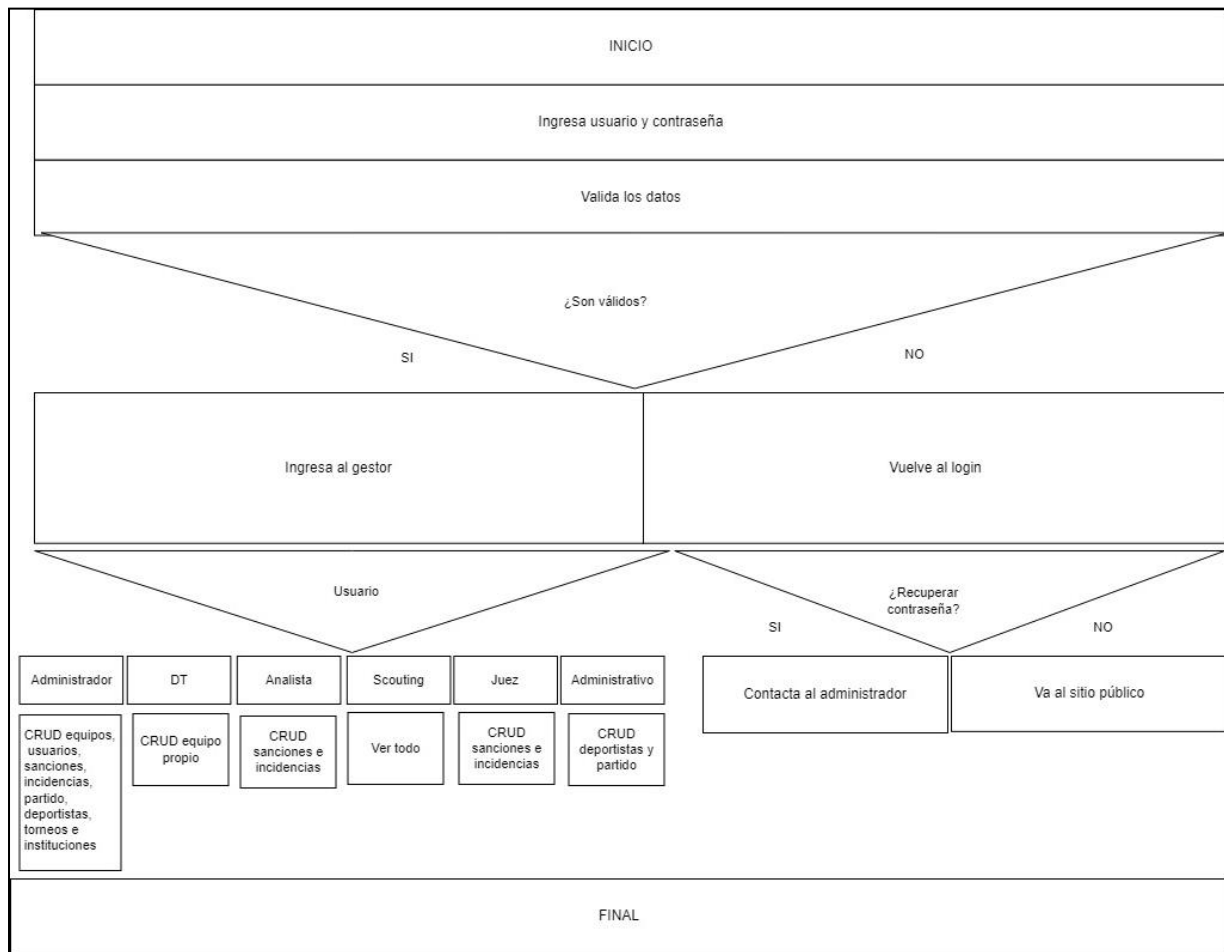 INICIO
Ingresa usuario y contraseña
Valida los datos
¿Son válidos?
SI
NO
Ingresa al gestor
Vuelve al login
Usuario
¿Recuperar
contraseña?
SI
NO
Administrador
DT
Analista
Scouting
Juez
Administrativo
Contacta al administrador
Va al sitio público
CRUD equipos,
usuarios,
sanciones,
incidencias,
partido,
deportistas,
torneos e
instituciones
CRUD equipo
propio
CRUD
sanciones e
incidencias
Ver todo
CRUD
sanciones e
incidencias
CRUD
deportistas y
partido
FINAL